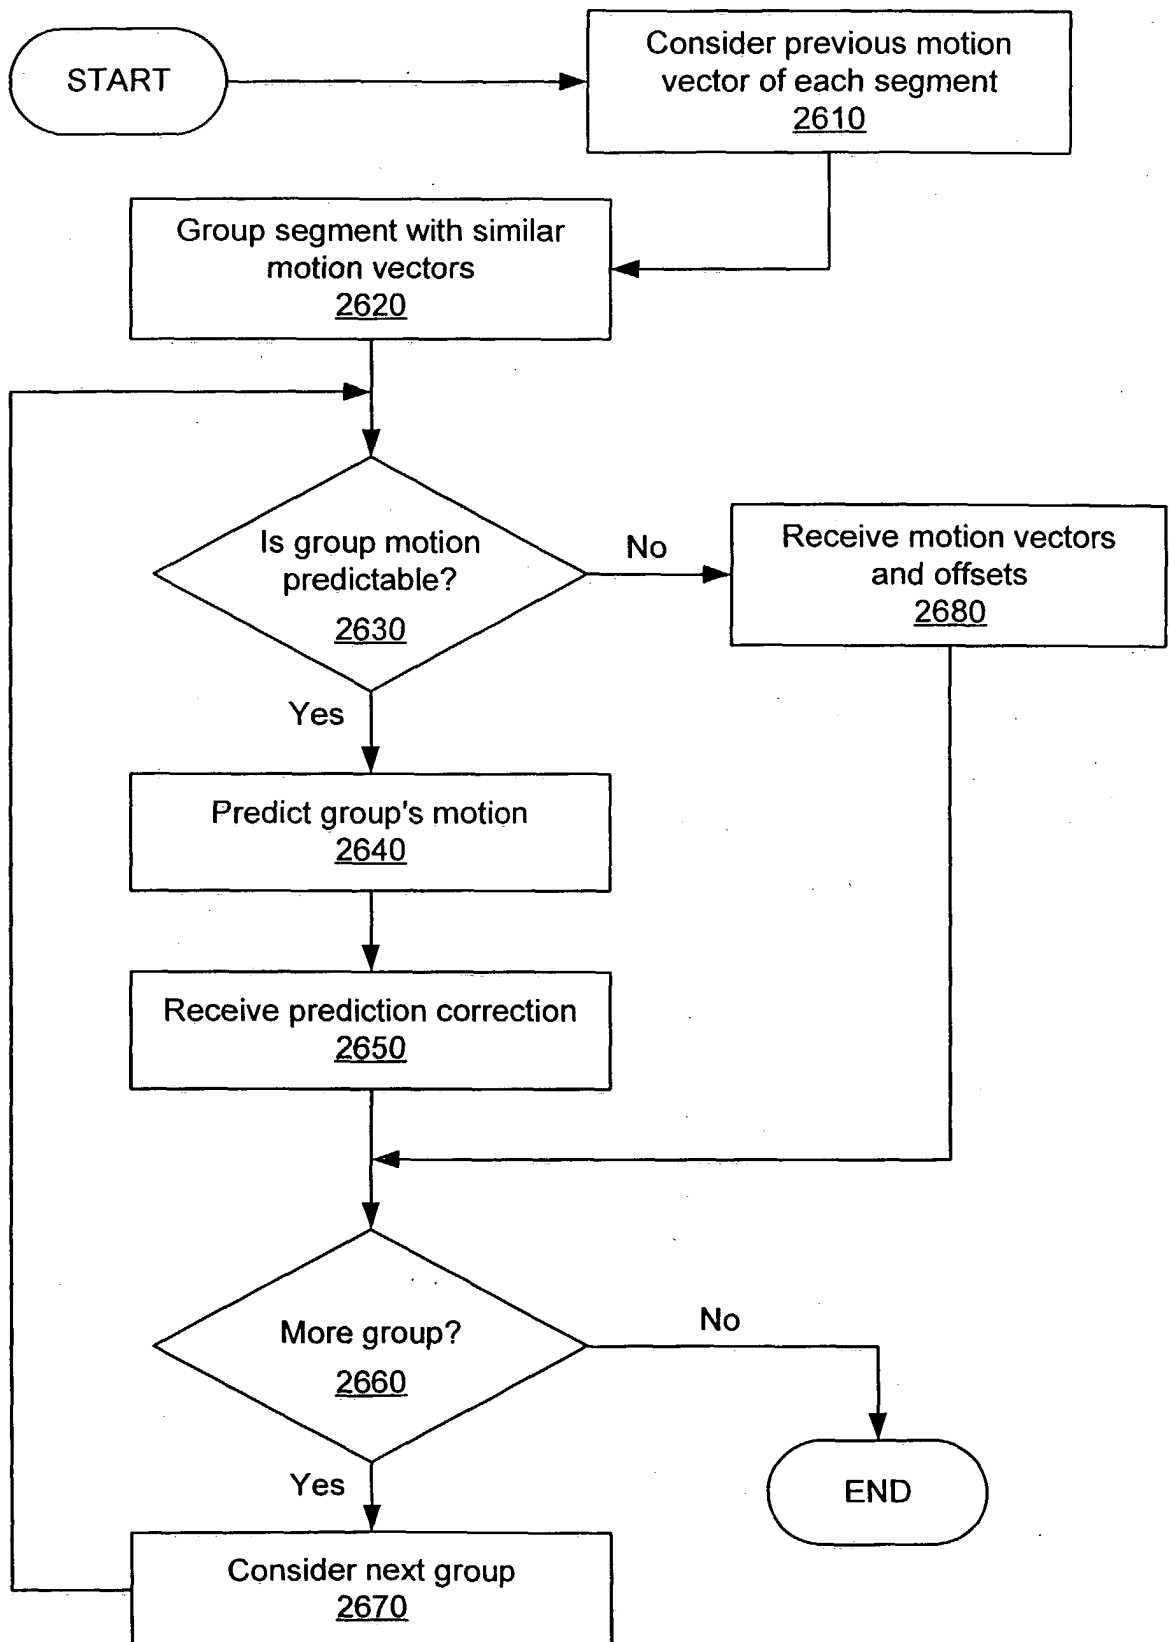 START
Consider previous motion
vector of each segment
2610
Group segment with similar
motion vectors
2620
Is group motion
predictable?
2630
No
Receive motion vectors
and offsets
2680
Yes
Predict group's motion
2640
Receive prediction correction
2650
More group?
2660
No
END
Yes
Consider next group
2670